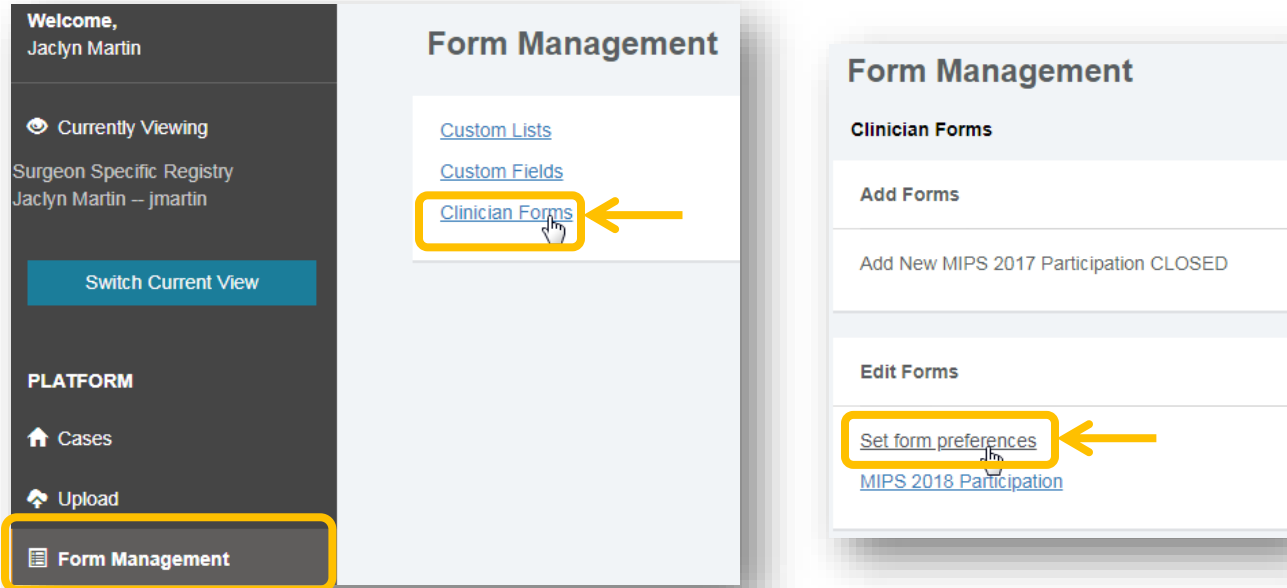 Welcome,
Jaclyn Martin
Currently Viewing
Surgeon Specific Registry
Jaclyn Martin -- jmartin
Switch Current View
PLATFORM
Cases
Upload
Form Management
Form Management
Custom Lists
Custom Fields
Clinician Forms
Form Management
Clinician Forms
Add Forms
Add New MIPS 2017 Participation CLOSED
Edit Forms
Set form preferences
MIPS 2018 Participation